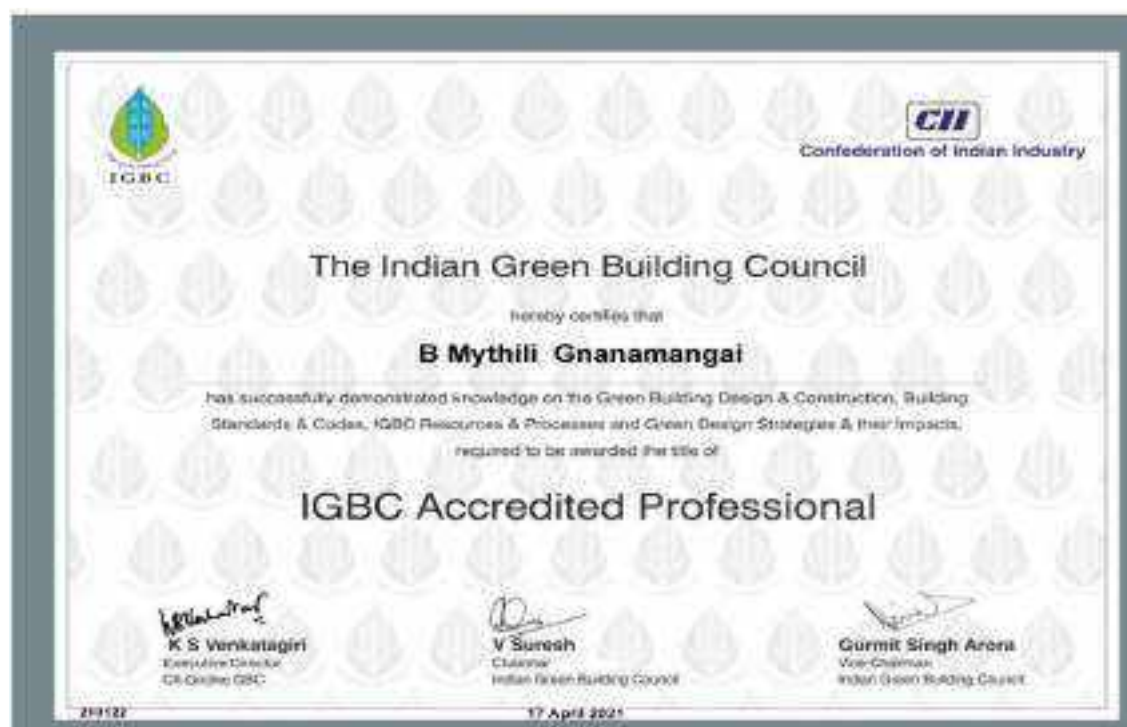 IGBC
CII
Confederation of Indian Industry
The Indian Green Building Council
hereby certifies that
B Mythili Gnanamangai
has successfully demonstrated knowledge on the Green Building Design & Construction, Building
Standards & Codes, IGBC Resources & Processes and Green Design Strategies & their Impacts,
required to be awarded the title of
IGBC Accredited Professional
K S Venkatagiri
Executive Director
CII-Godrej GBC
V Suresh
Chairman
Indian Green Building Council
Gurmit Singh Arora
Vice-Chairman
Indian Green Building Council
17 April 2021